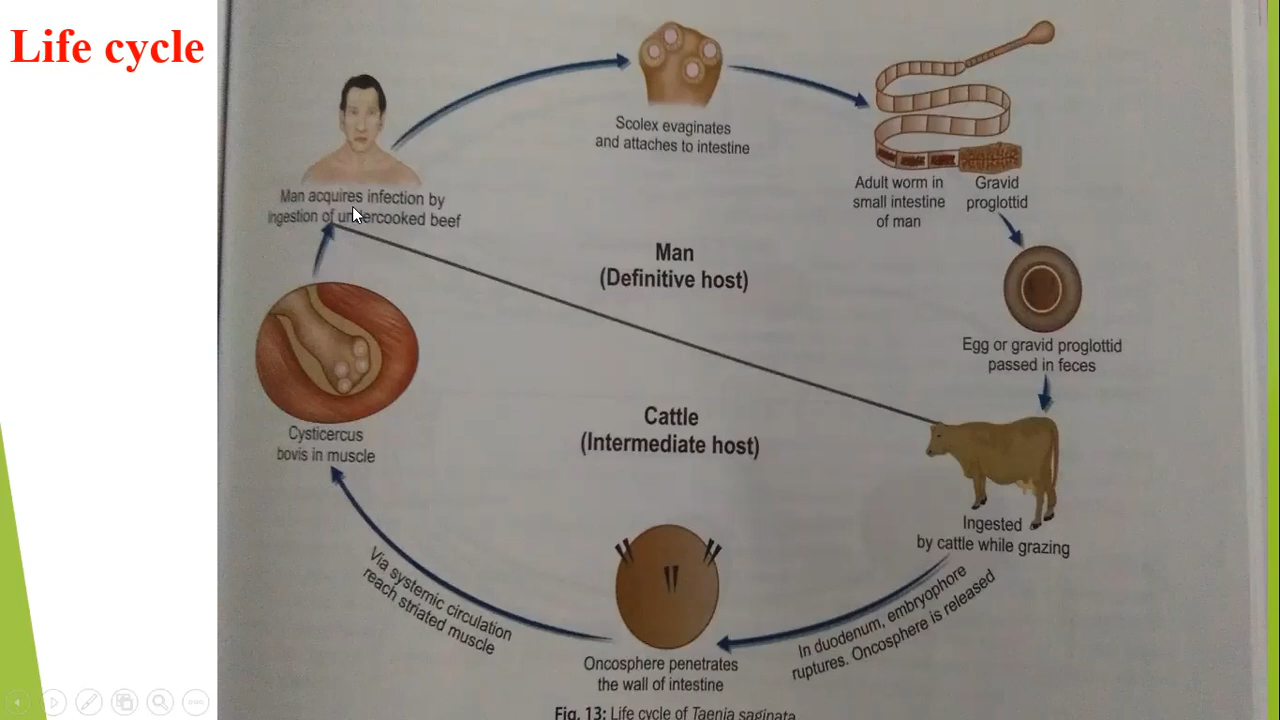 Life cycle
Scolex evaginates
and attaches to intestine
Man acquires infection by
ingestion of undercooked beef
Adult worm in
small intestine
of man
Gravid
proglottid
Man
(Definitive host)
Egg or gravid proglottid
passed in feces
Cattle
(Intermediate host)
Cysticercus
bovis in muscle
Ingested
by cattle while grazing
In duodenum, embryophore
ruptures. Oncosphere is released
Via systemic circulation
reach striated muscle
Oncosphere penetrates
the wall of intestine
Fig. 13: Life cycle of Taenia saginata